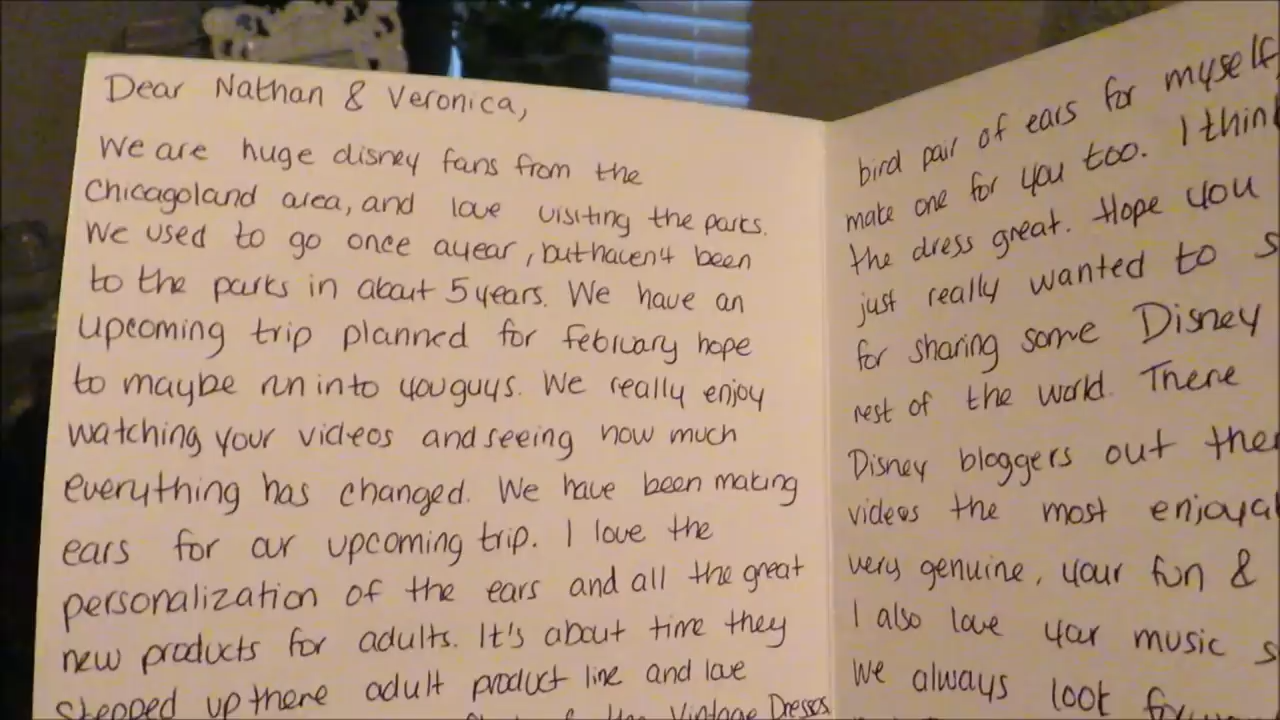 Dear Nathan & Veronica,
We are huge disney fans from the
Chicagoland area, and love visiting the parks.
We used to go once a year, but haven't been
to the parks in about 5 years. We have an
upcoming trip planned for february hope
to maybe run into you guys. We really enjoy
watching your videos and seeing how much
everything has changed. We have been making
ears for our upcoming trip. I love the
personalization of the ears and all the great
new products for adults. It's about time they
stepped up there adult product line and love
Vintage Dresses
bird pair of ears for myself
make one for you too. I thin
the dress great. Hope you
just really wanted to s
for sharing some Disney
rest of the world. There
Disney bloggers out the
videos the most enjoya
very genuine, your fun &
I also love your music s
We always look